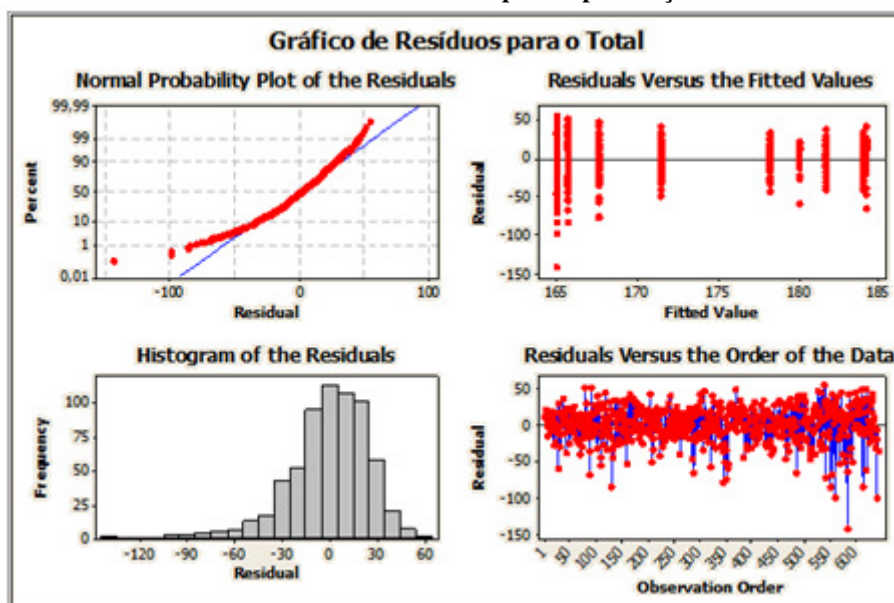 Gráfico de Resíduos para o Total
Normal Probability Plot of the Residuals
99,99
99
90
50
10
1
0,01
Percent
-100 0 100
Residual
Residuals Versus the Fitted Values
50
0
-50
-100
-150
Residual
165 170 175 180 185
Fitted Value
Histogram of the Residuals
100
75
50
25
0
Frequency
-120 -90 -60 -30 0 30 60
Residual
Residuals Versus the Order of the Data
50
0
-50
-100
-150
Residual
1 50 100 150 200 250 300 350 400 450 500 550 600
Observation Order